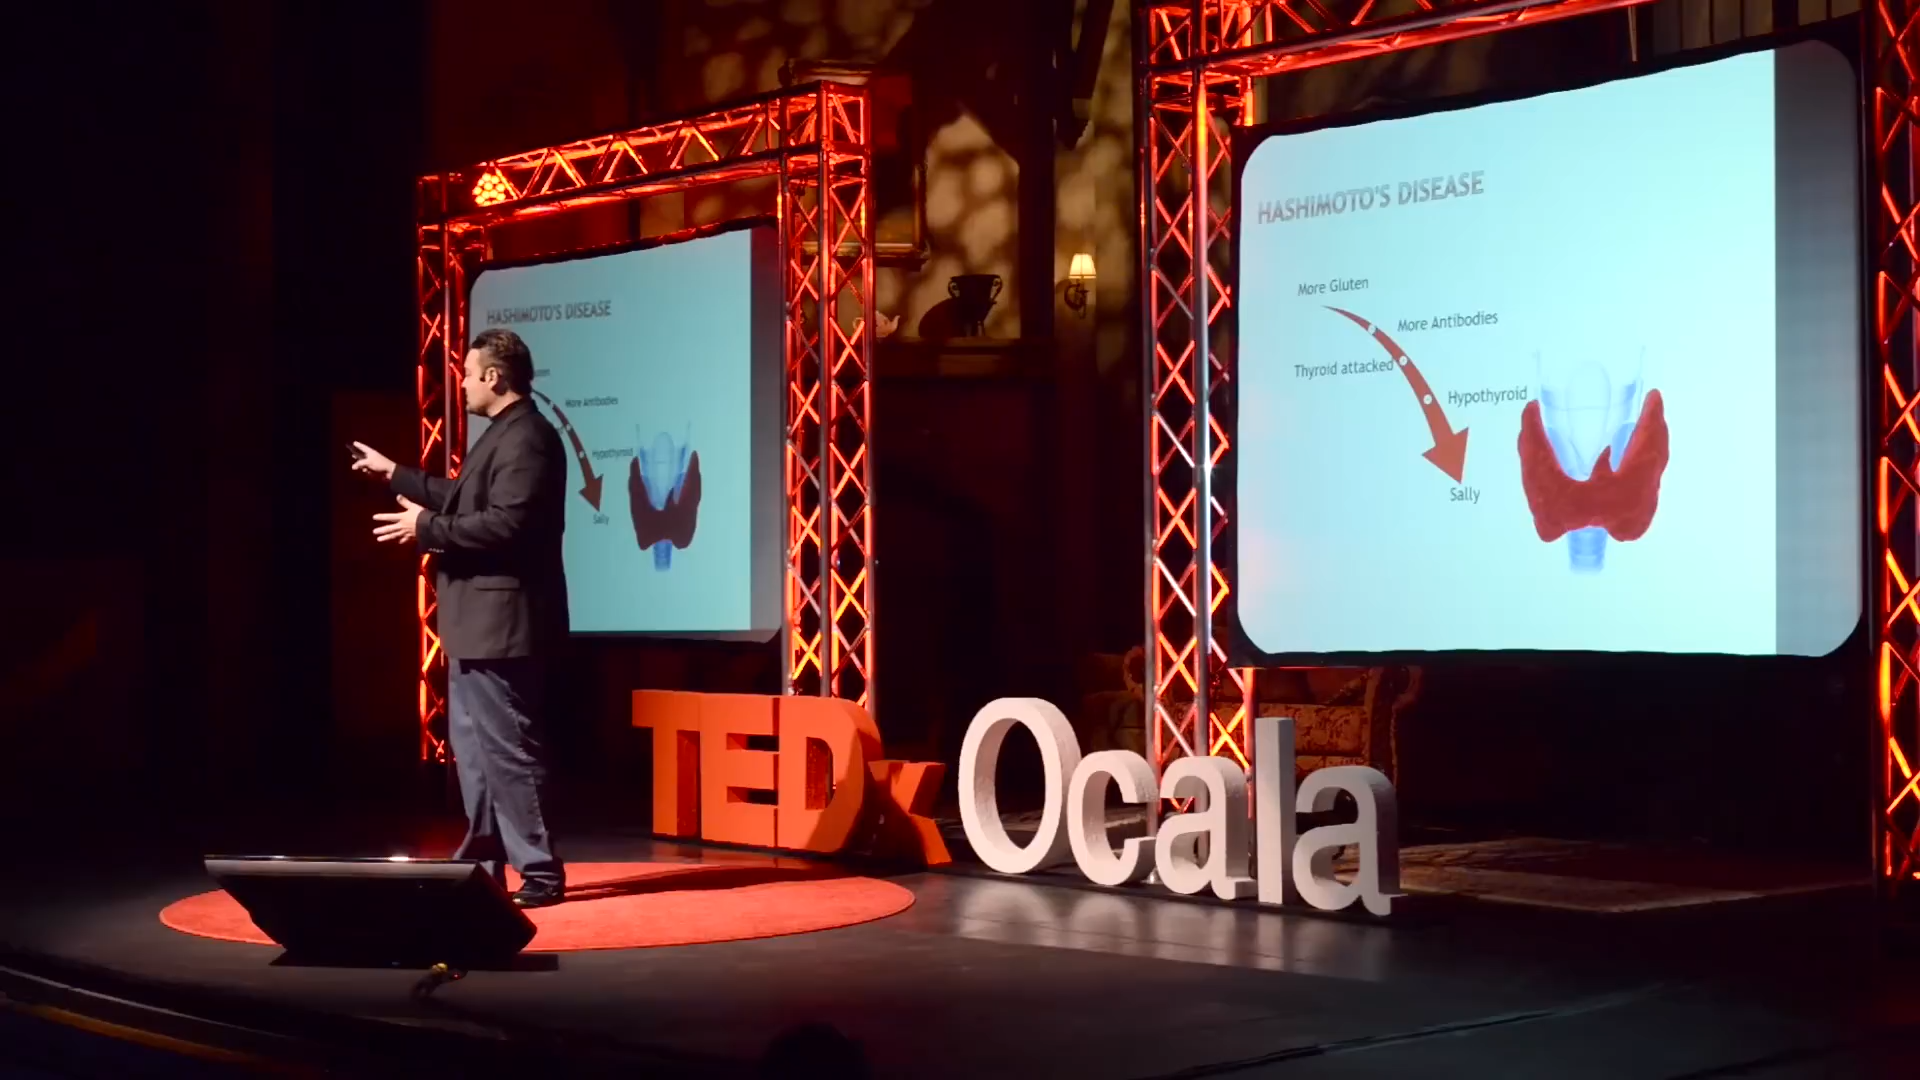 HASHIMOTO'S DISEASE
More Antibodies
Hypothyroid
Sally
HASHIMOTO'S DISEASE
More Gluten
More Antibodies
Thyroid attacked
Hypothyroid
Sally
TEDx Ocala